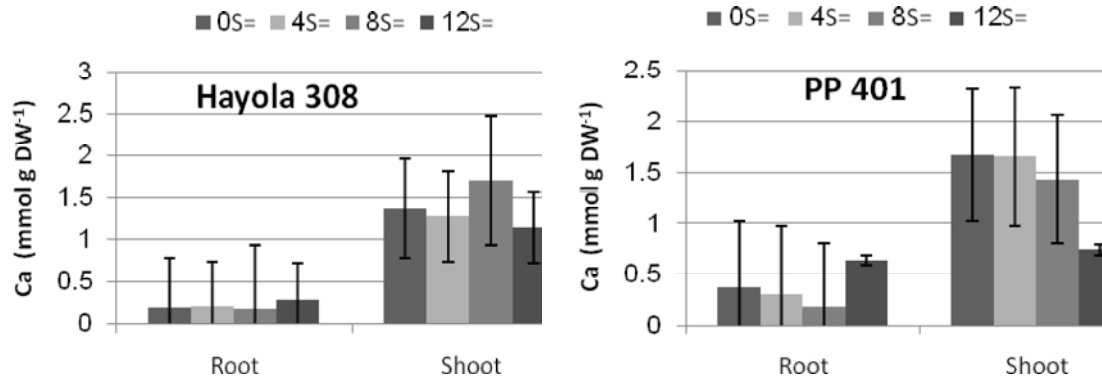 0S= 4S= 8S= 12S=
Hayola 308
Ca (mmol g DW⁻¹)
3
2.5
2
1.5
1
0.5
0
Root Shoot
0S= 4S= 8S= 12S=
PP 401
Ca (mmol g DW⁻¹)
2.5
2
1.5
1
0.5
0
Root Shoot